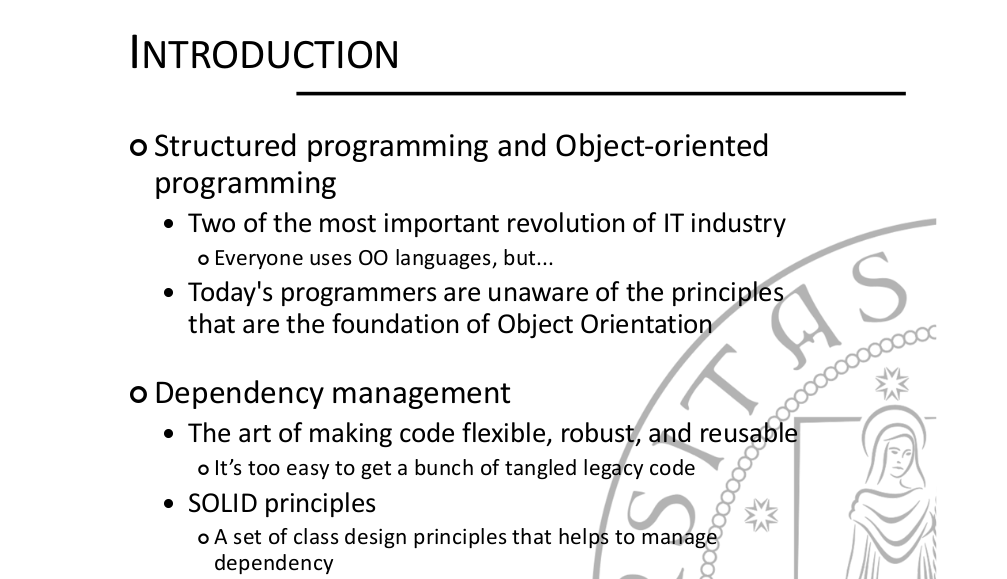 INTRODUCTION
Structured programming and Object-oriented
programming
Two of the most important revolution of IT industry
Everyone uses OO languages, but...
Today's programmers are unaware of the principles
that are the foundation of Object Orientation
Dependency management
The art of making code flexible, robust, and reusable
It’s too easy to get a bunch of tangled legacy code
SOLID principles
A set of class design principles that helps to manage
dependency
SITAS